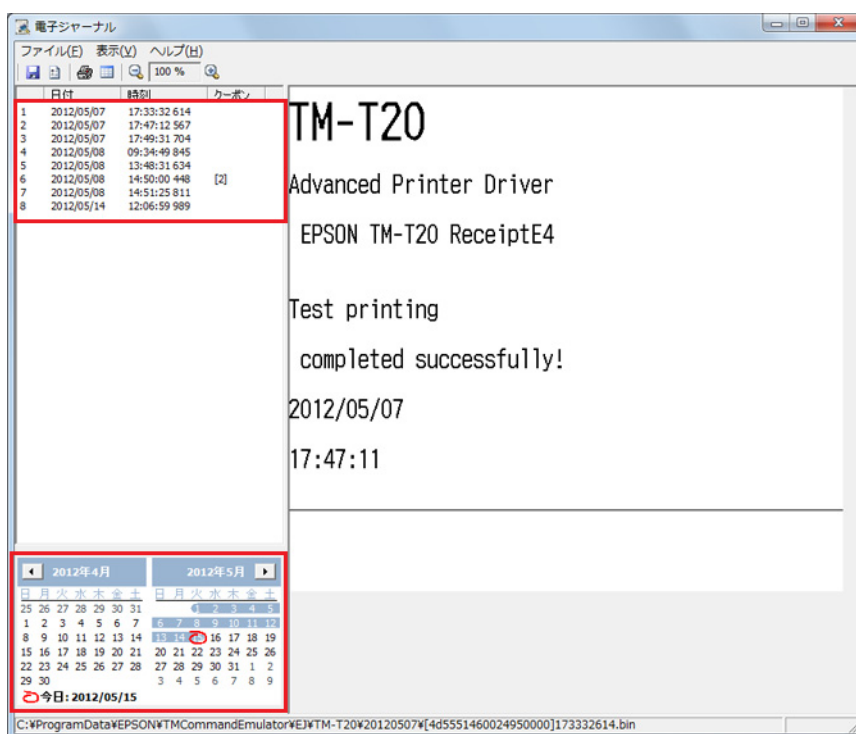 電子ジャーナル
ファイル(F) 表示(V) ヘルプ(H)
100 %
日付 時刻 クーポン
1 2012/05/07 17:33:32 614
2 2012/05/07 17:47:12 567
3 2012/05/07 17:49:31 704
4 2012/05/08 09:34:49 845
5 2012/05/08 13:48:31 634
6 2012/05/08 14:50:00 448 [2]
7 2012/05/08 14:51:25 811
8 2012/05/14 12:06:59 989
TM-T20
Advanced Printer Driver
EPSON TM-T20 ReceiptE4
Test printing
completed successfully!
2012/05/07
17:47:11
2012年4月
日 月 火 水 木 金 土
25 26 27 28 29 30 31
1 2 3 4 5 6 7
8 9 10 11 12 13 14
15 16 17 18 19 20 21
22 23 24 25 26 27 28
29 30
2012年5月
日 月 火 水 木 金 土
1 2 3 4 5
6 7 8 9 10 11 12
13 14 15 16 17 18 19
20 21 22 23 24 25 26
27 28 29 30 31 1 2
3 4 5 6 7 8 9
今日: 2012/05/15
C:¥ProgramData¥EPSON¥TMCommandEmulator¥EJ¥TM-T20¥20120507¥[4d5551460024950000]173332614.bin